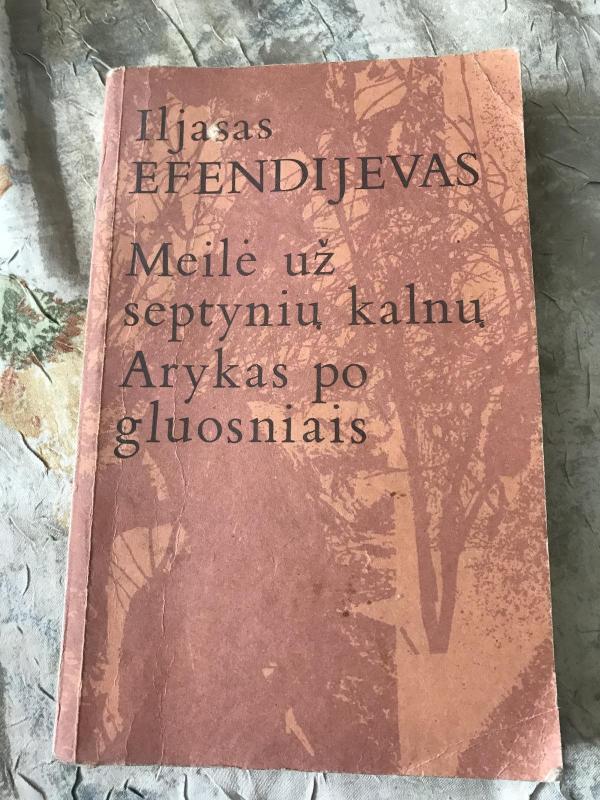 Iljasas
EFENDIJEVAS
Meilė už
septynių kalnų
Arykas po
gluosniais